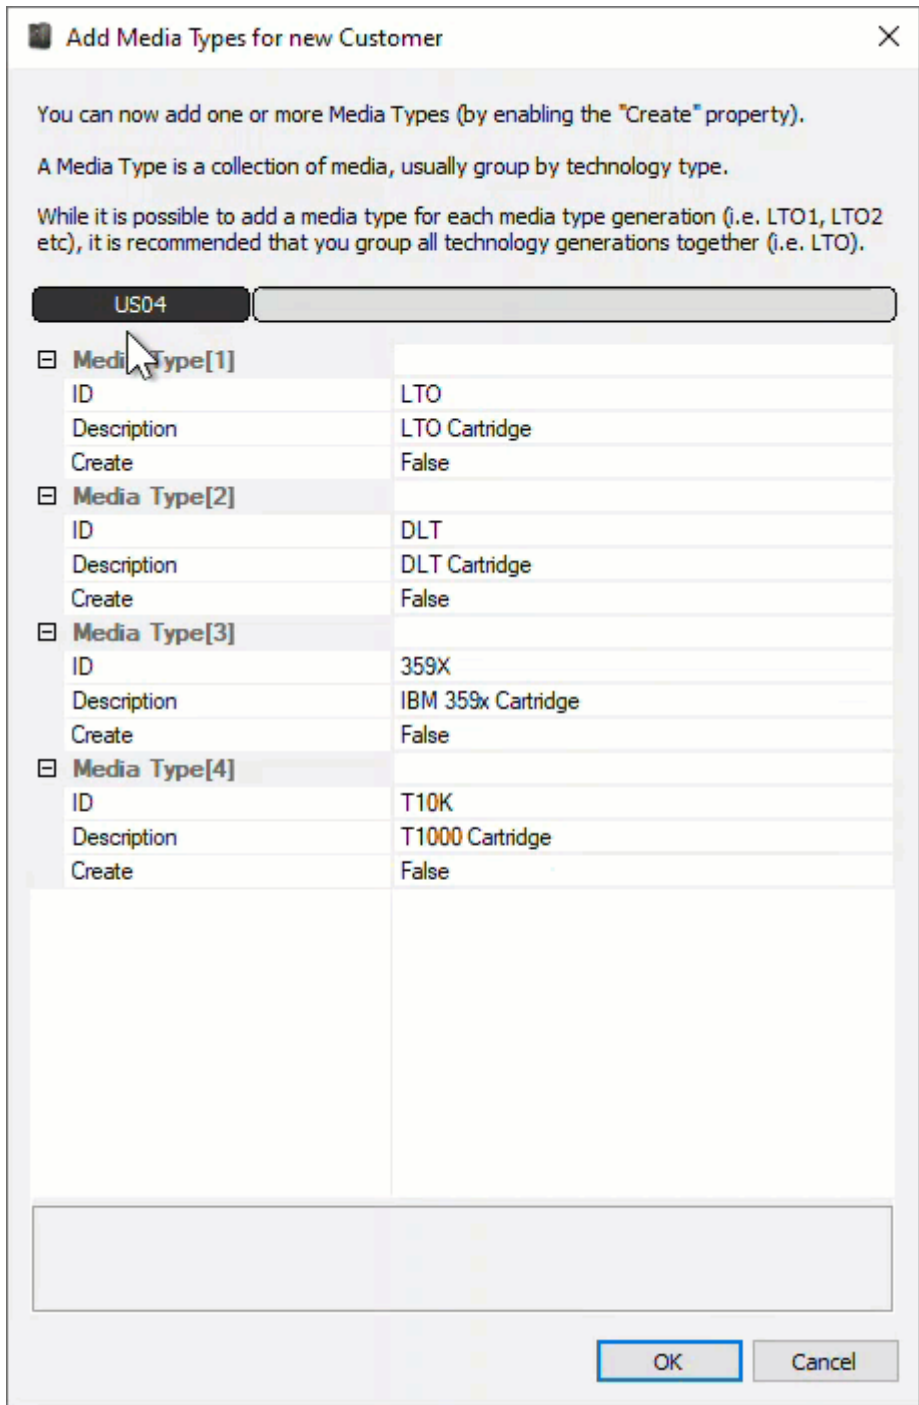 Add Media Types for new Customer
You can now add one or more Media Types (by enabling the "Create" property).
A Media Type is a collection of media, usually group by technology type.
While it is possible to add a media type for each media type generation (i.e. LTO1, LTO2
etc), it is recommended that you group all technology generations together (i.e. LTO).
US04
Media Type[1]
ID LTO
Description LTO Cartridge
Create False
Media Type[2]
ID DLT
Description DLT Cartridge
Create False
Media Type[3]
ID 359X
Description IBM 359x Cartridge
Create False
Media Type[4]
ID T10K
Description T1000 Cartridge
Create False
OK Cancel